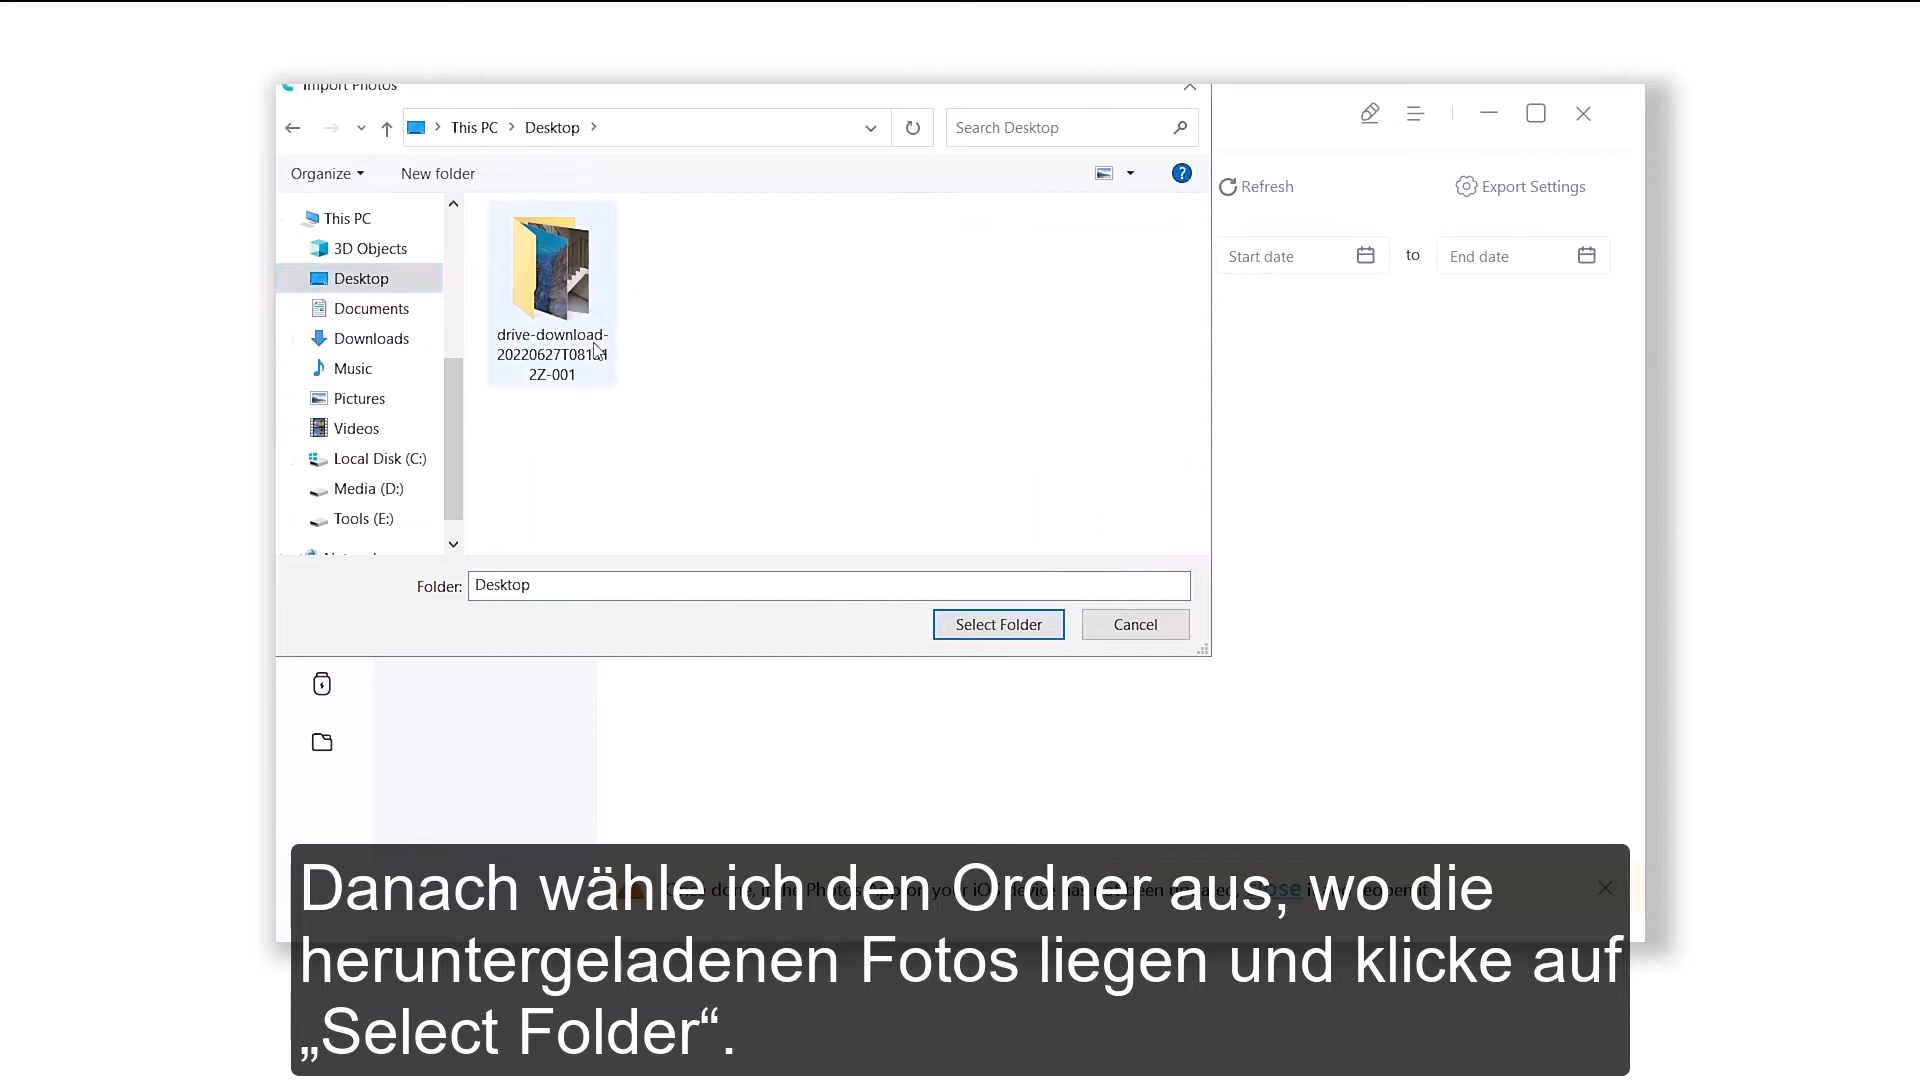 Import Photos
This PC
Desktop
Search Desktop
Organize
New folder
Refresh
Export Settings
This PC
3D Objects
Desktop
Documents
Downloads
Music
Pictures
Videos
Local Disk (C:)
Media (D:)
Tools (E:)
drive-download-
2Z-001
Start date
to
End date
Folder: Desktop
Select Folder
Cancel
Danach wähle ich den Ordner aus, wo die
heruntergeladenen Fotos liegen und klicke auf
„Select Folder“.